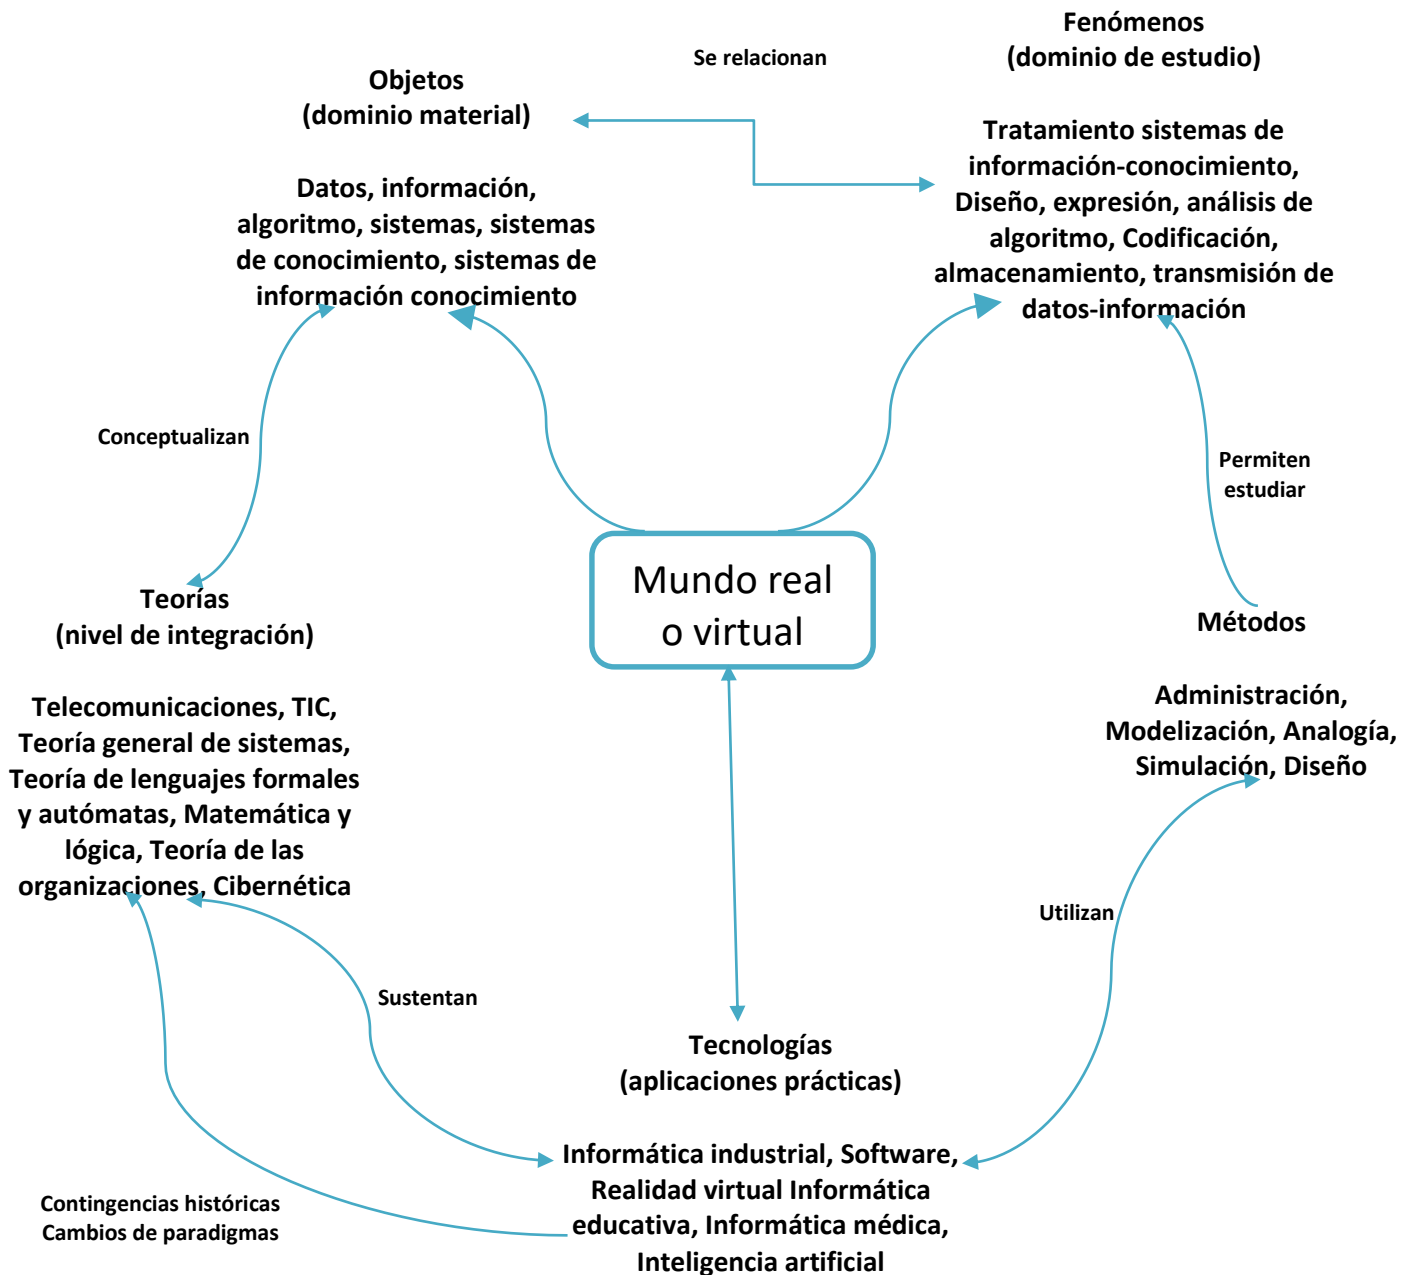 Fenómenos
(dominio de estudio)
Se relacionan
Objetos
(dominio material)
Tratamiento sistemas de
información-conocimiento,
Diseño, expresión, análisis de
algoritmo, Codificación,
almacenamiento, transmisión de
datos-información
Datos, información,
algoritmo, sistemas, sistemas
de conocimiento, sistemas de
información conocimiento
Conceptualizan
Permiten
estudiar
Mundo real
o virtual
Teorías
(nivel de integración)
Métodos
Telecomunicaciones, TIC,
Teoría general de sistemas,
Teoría de lenguajes formales
y autómatas, Matemática y
lógica, Teoría de las
organizaciones, Cibernética
Administración,
Modelización, Analogía,
Simulación, Diseño
Utilizan
Sustentan
Tecnologías
(aplicaciones prácticas)
Informática industrial, Software,
Realidad virtual Informática
educativa, Informática médica,
Inteligencia artificial
Contingencias históricas
Cambios de paradigmas